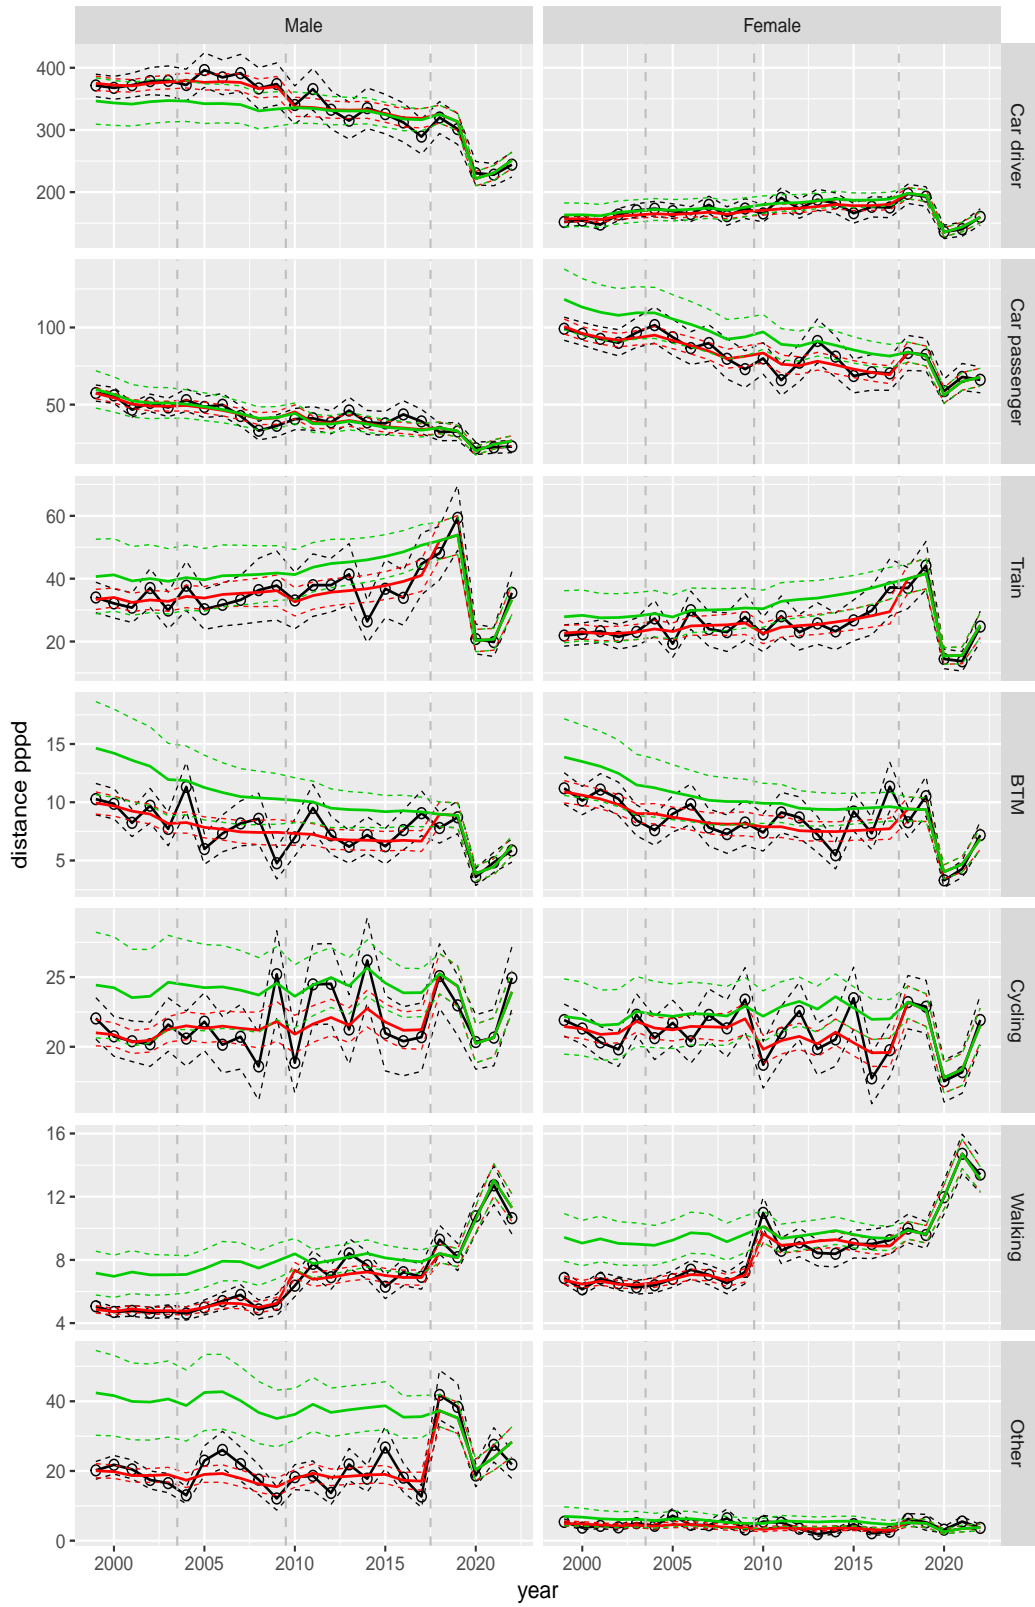 Male Female
400
300
200
Car driver
100
50
Car passenger
60
40
20
Train
15
10
5
BTM
25
20
Cycling
16
12
8
4
Walking
40
20
0
Other
2000 2005 2010 2015 2020 2000 2005 2010 2015 2020
year
distance pppd